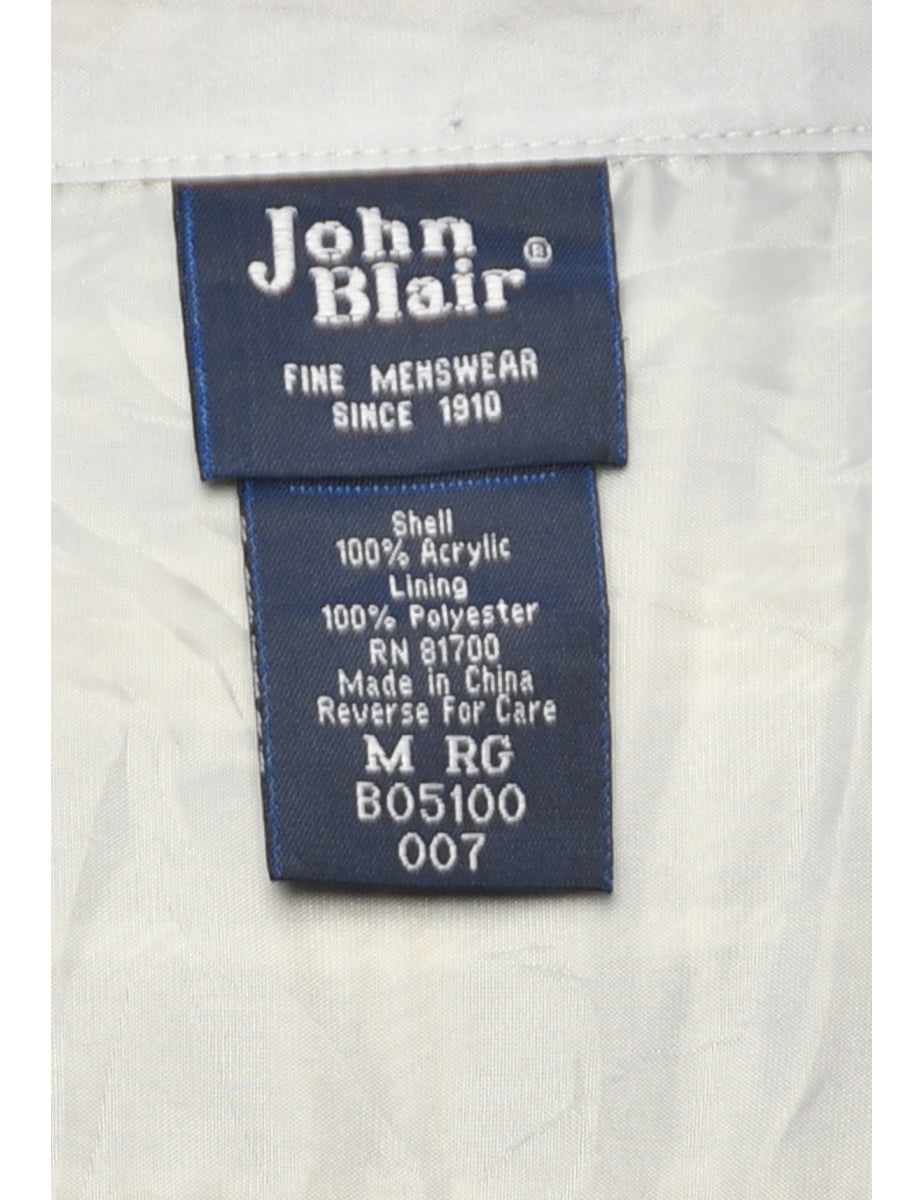 John
Blair®
FINE MENSWEAR
SINCE 1910
Shell
100% Acrylic
Lining
100% Polyester
RN 81700
Made in China
Reverse For Care
M RG
B05100
007